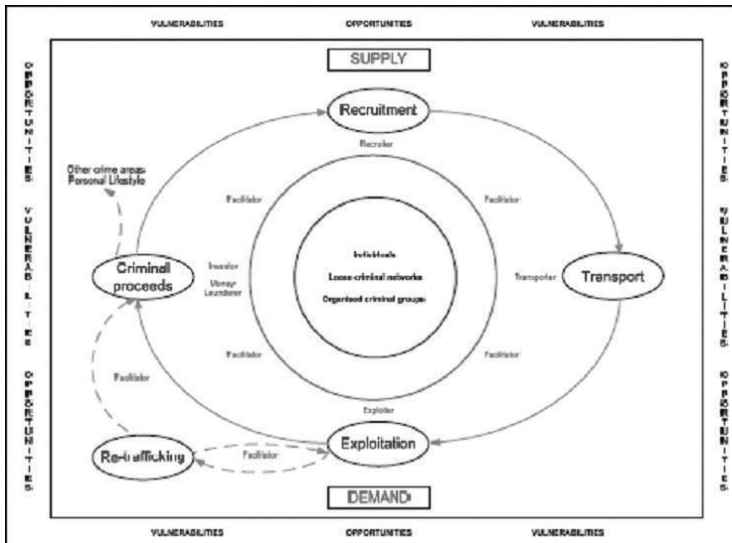 VULNERABILITIES
OPPORTUNITIES
VULNERABILITIES
OPPORTUNITIES
VULNERABILITIES
OPPORTUNITIES
SUPPLY
Recruitment
Recruiter
Other crime areas:
Personal Lifestyle
Facilitator
Facilitator
Individuals
Loose criminal networks
Organised criminal groups
Criminal
proceeds
Investor
Money-
Launderer
Transporter
Transport
Facilitator
Facilitator
Facilitator
Exploiter
Exploitation
Re-trafficking
Facilitator
DEMAND
OPPORTUNITIES
VULNERABILITIES
OPPORTUNITIES
VULNERABILITIES
OPPORTUNITIES
VULNERABILITIES